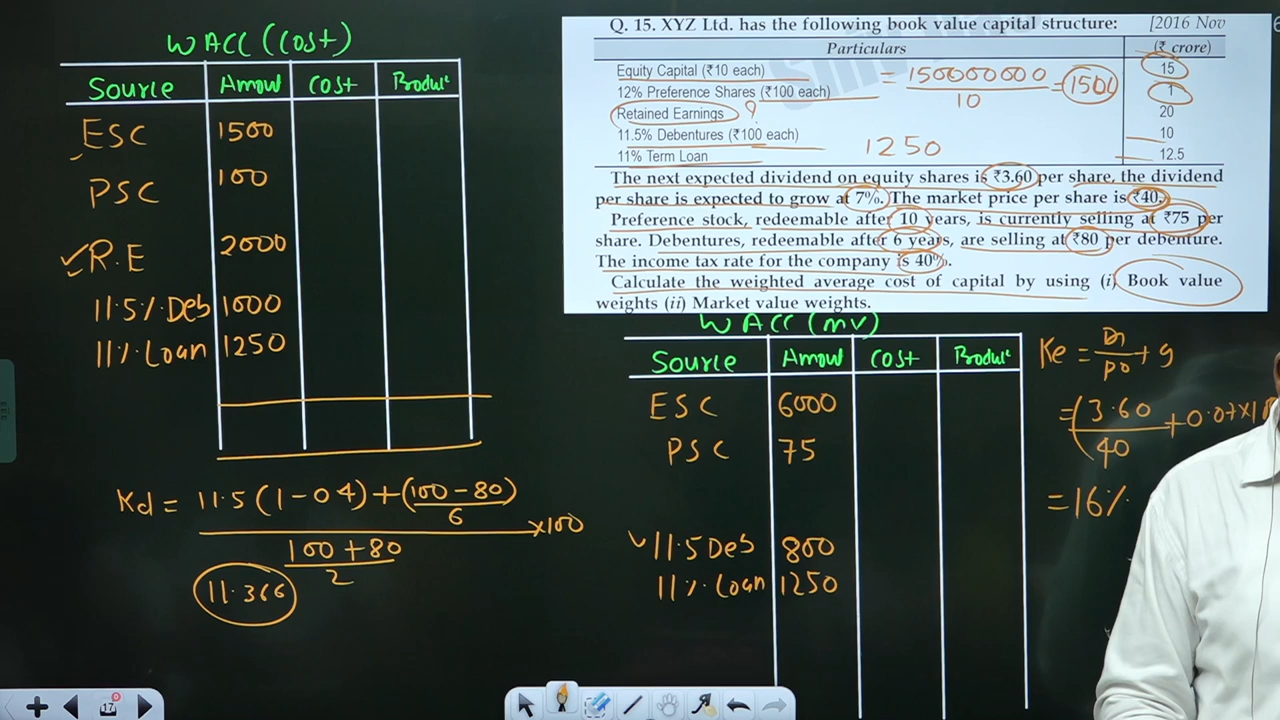 WACC (Cost)
Source Amount Cost Produt
ESC 1500
PSC 100
R.E 2000
11.5% Deb 1000
11% Loan 1250
Kd = 11.5 (1-04) + (100-80)
6
×100
100 + 80
2
11.366
Q. 15. XYZ Ltd. has the following book value capital structure: [2016 Nov
Particulars (₹ crore)
Equity Capital (₹10 each) = 150000000 = 150 15
10
12% Preference Shares (₹100 each) 1
Retained Earnings ? 20
11.5% Debentures (₹100 each) 10
11% Term Loan 1250 12.5
The next expected dividend on equity shares is ₹3.60 per share, the dividend
per share is expected to grow at 7%. The market price per share is ₹40.
Preference stock, redeemable after 10 years, is currently selling at ₹75 per
share. Debentures, redeemable after 6 years, are selling at ₹80 per debenture.
The income tax rate for the company is 40%.
Calculate the weighted average cost of capital by using (i) Book value
weights (ii) Market value weights.
WACC (mv)
Source Amount Cost Produt
ESC 6000
PSC 75
11.5 Deb 800
11% Loan 1250
Ke = D1 + g
P0
= (3.60 + 0.07×1
40
= 16%
17